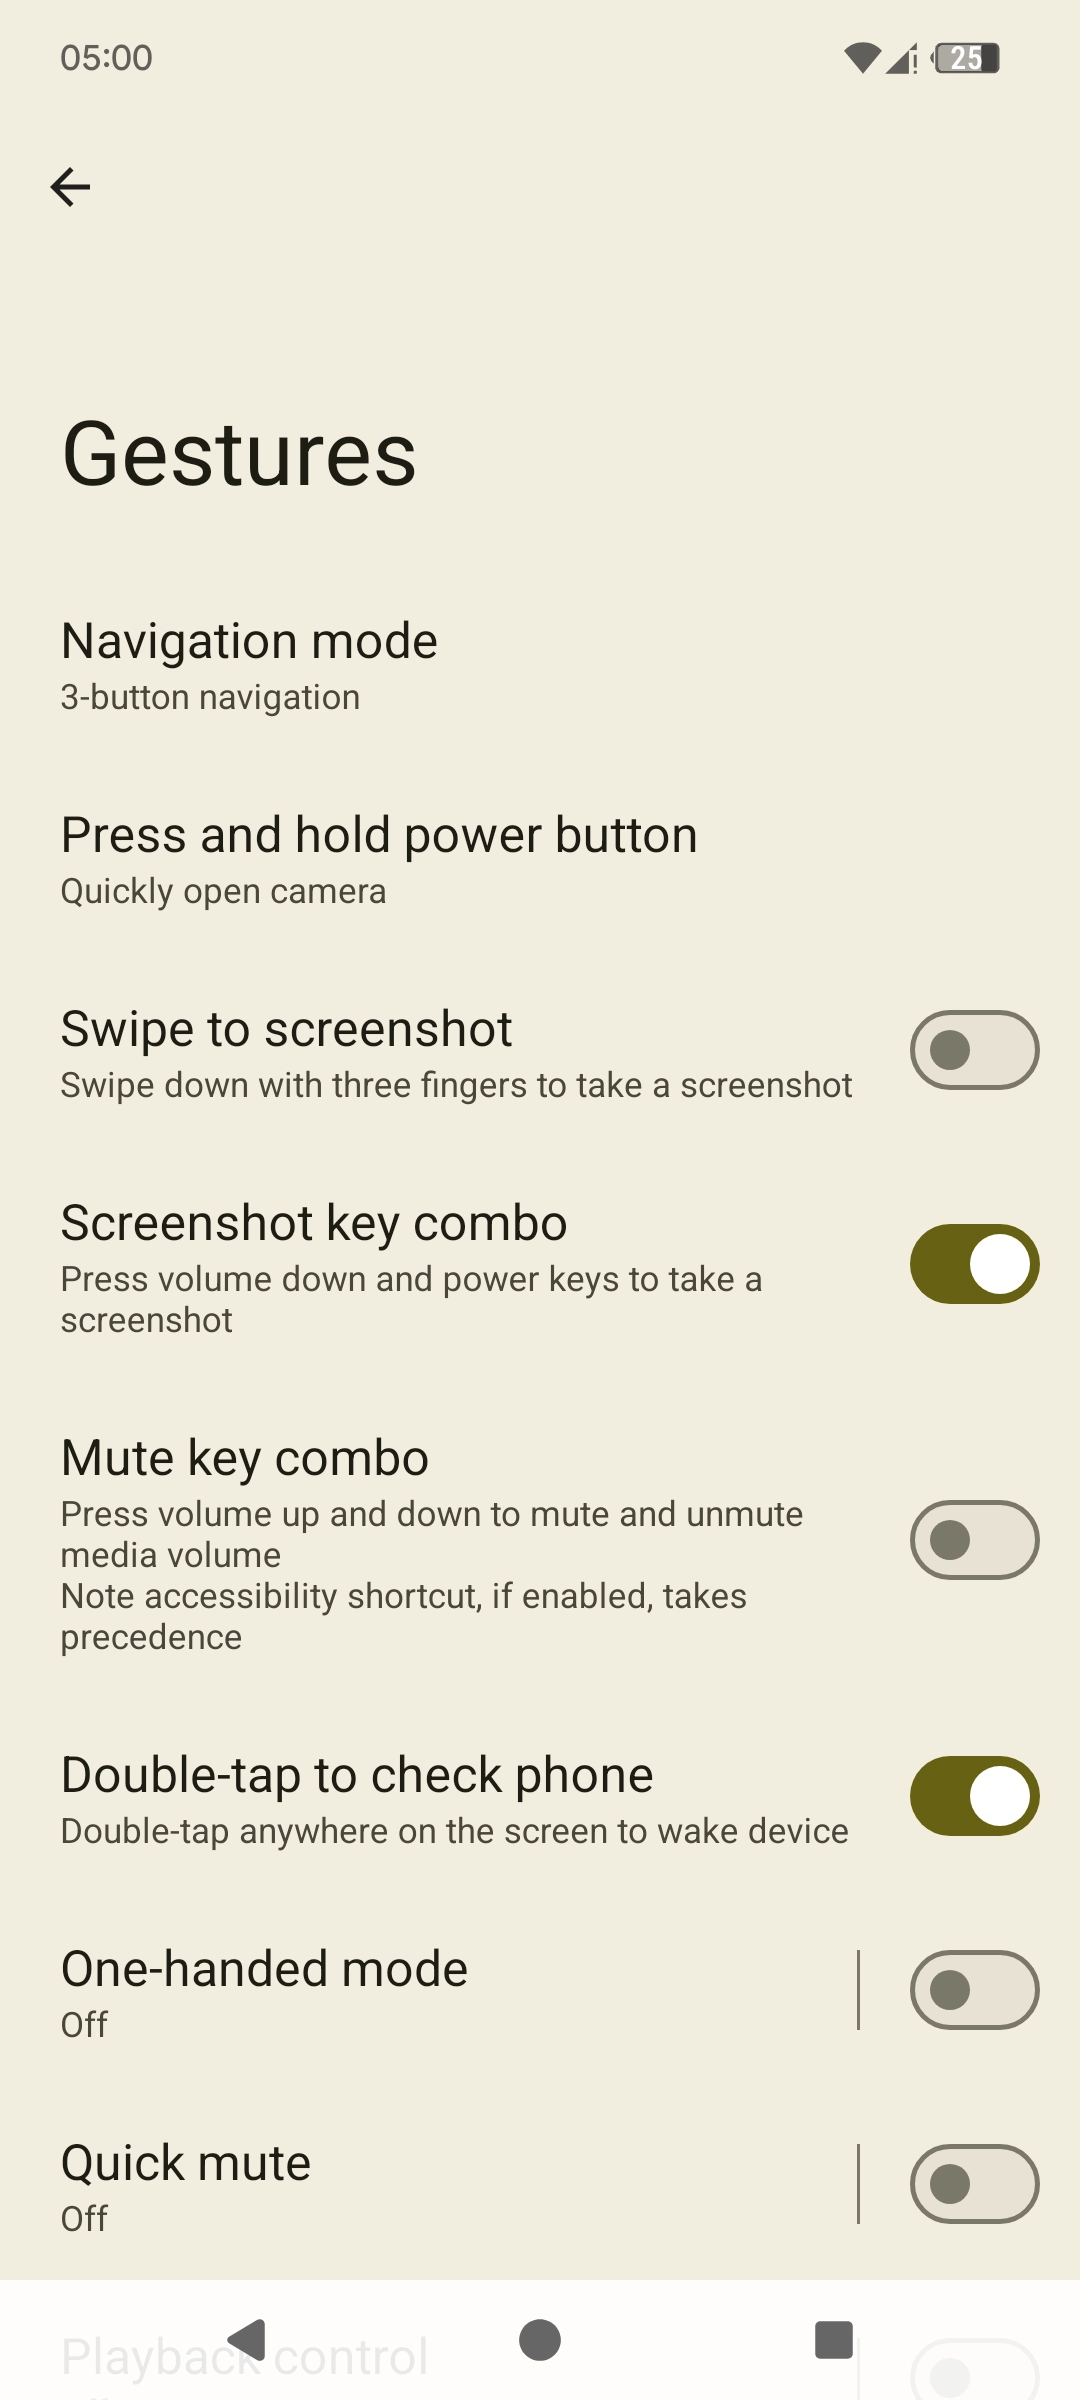 05:00
25
Gestures
Navigation mode
3-button navigation
Press and hold power button
Quickly open camera
Swipe to screenshot
Swipe down with three fingers to take a screenshot
Screenshot key combo
Press volume down and power keys to take a
screenshot
Mute key combo
Press volume up and down to mute and unmute
media volume
Note accessibility shortcut, if enabled, takes
precedence
Double-tap to check phone
Double-tap anywhere on the screen to wake device
One-handed mode
Off
Quick mute
Off
Playback control